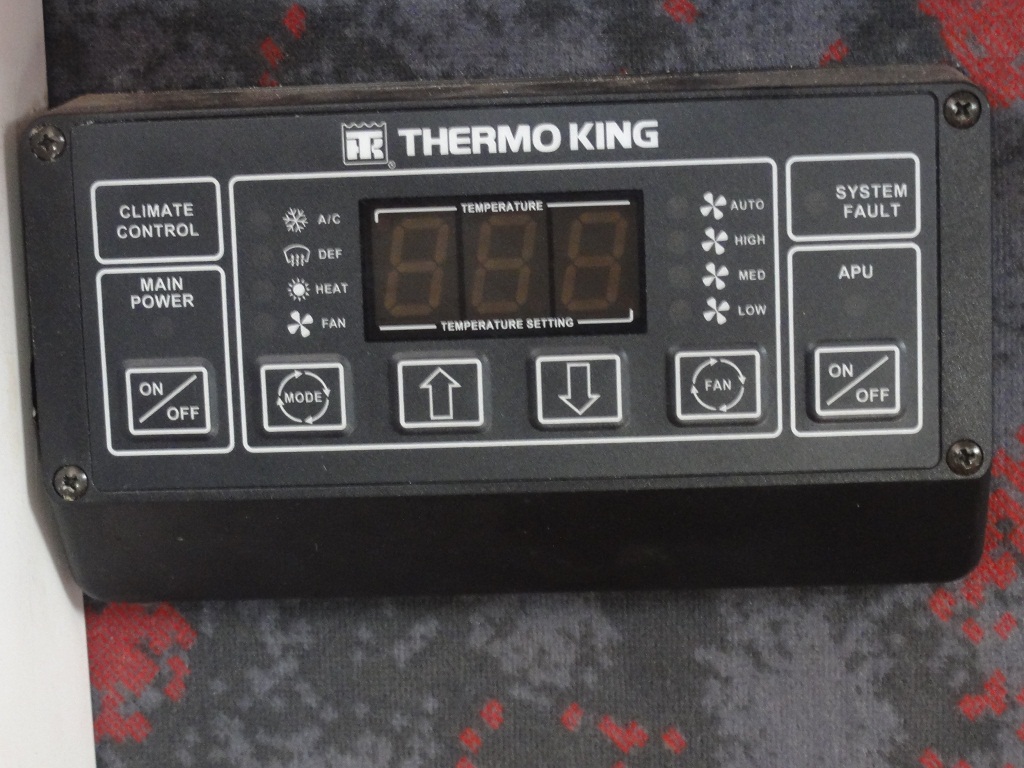 TK® THERMO KING
CLIMATE
CONTROL
MAIN
POWER
ON
OFF
A/C
DEF
HEAT
FAN
TEMPERATURE
TEMPERATURE SETTING
AUTO
HIGH
MED
LOW
MODE
FAN
SYSTEM
FAULT
APU
ON
OFF